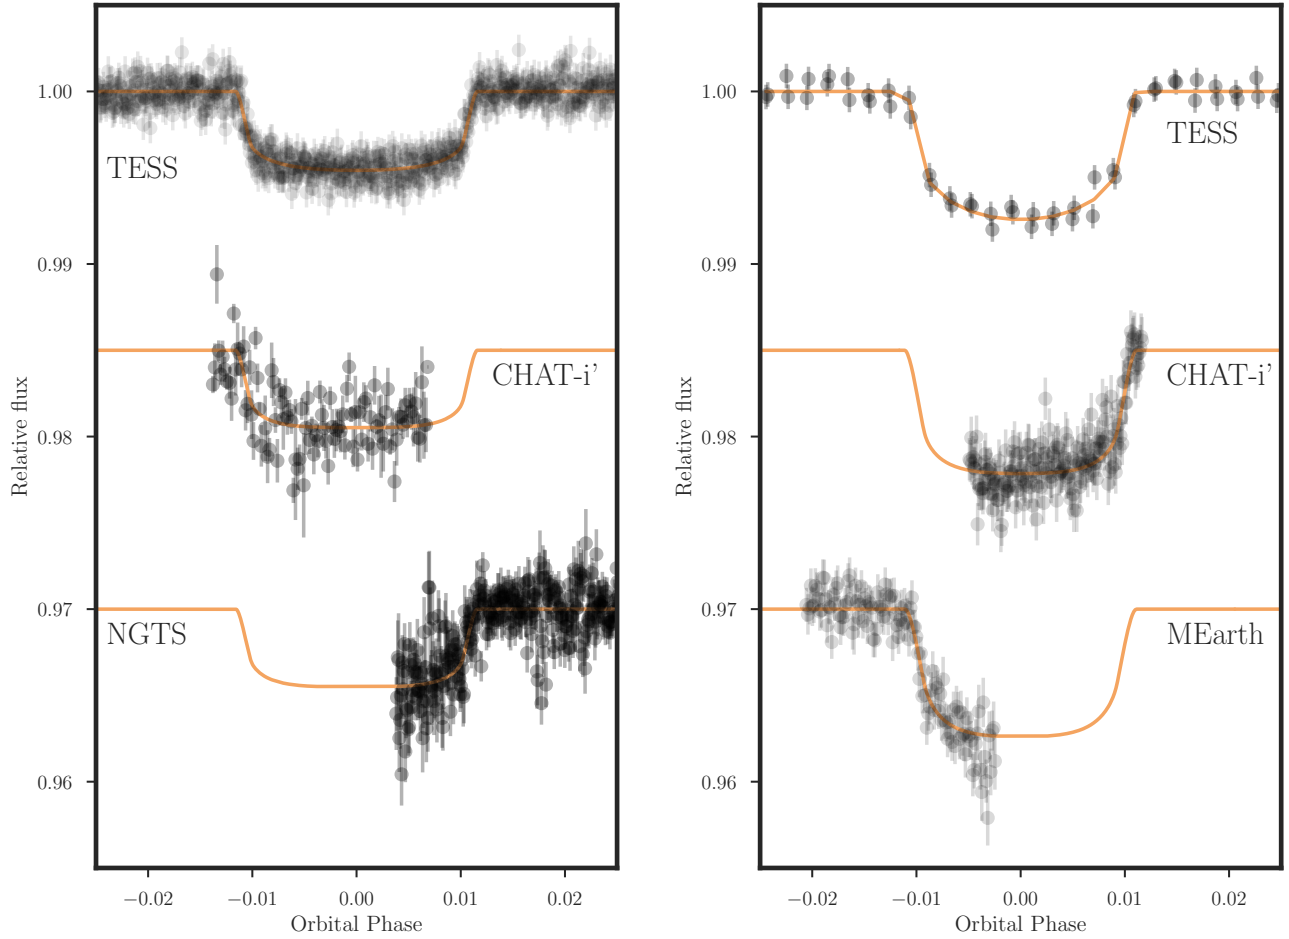 1.00
0.99
0.98
0.97
0.96
Relative flux
TESS
CHAT-i'
NGTS
−0.02 −0.01 0.00 0.01 0.02
Orbital Phase
1.00
0.99
0.98
0.97
0.96
Relative flux
TESS
CHAT-i'
MEarth
−0.02 −0.01 0.00 0.01 0.02
Orbital Phase